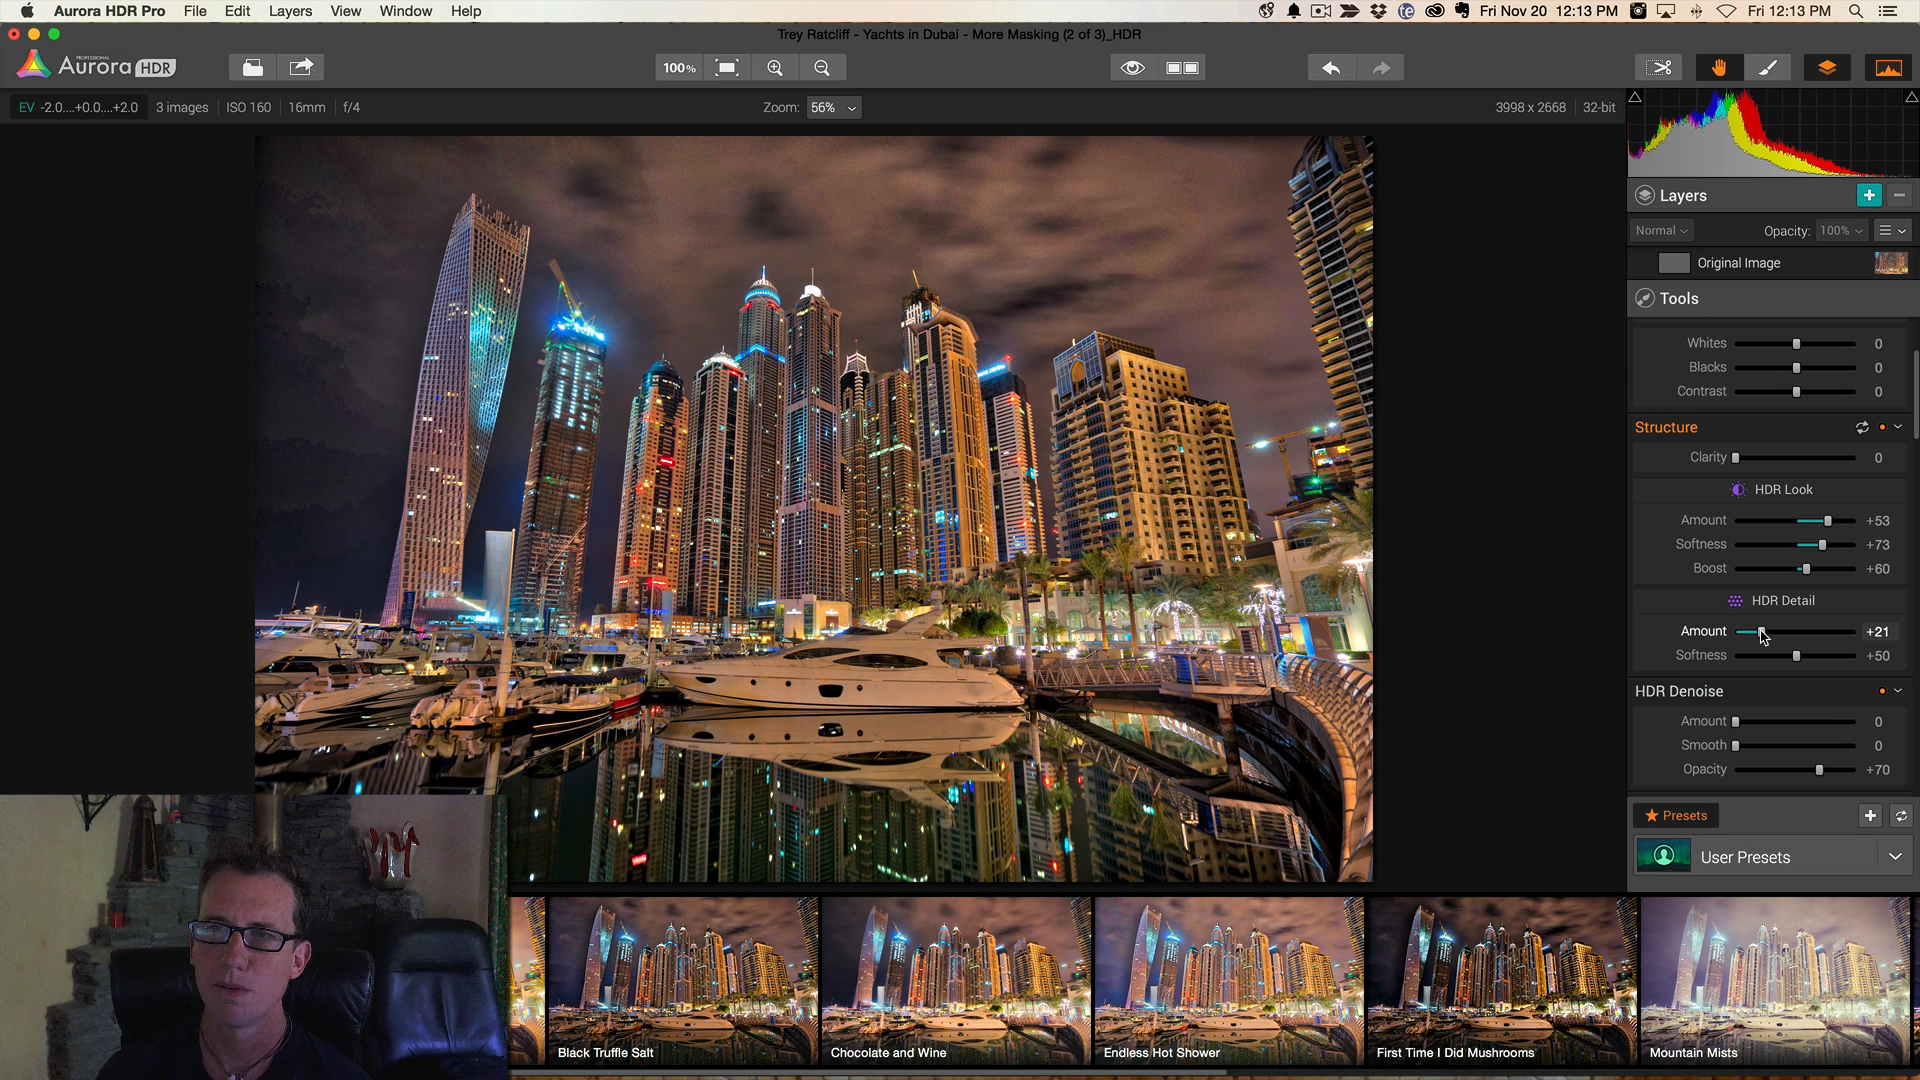 Aurora HDR Pro File Edit Layers View Window Help Fri Nov 20 12:13 PM Fri 12:13 PM
Trey Ratcliff - Yachts in Dubai - More Masking (2 of 3)_HDR
PROFESSIONAL
Aurora HDR
100%
EV -2.0....+0.0....+2.0 3 images ISO 160 16mm f/4 Zoom: 56% 3998 x 2668 32-bit
Layers
Normal Opacity: 100%
Original Image
Tools
Whites 0
Blacks 0
Contrast 0
Structure
Clarity 0
HDR Look
Amount +53
Softness +73
Boost +60
HDR Detail
Amount +21
Softness +50
HDR Denoise
Amount 0
Smooth 0
Opacity +70
Presets
User Presets
Black Truffle Salt
Chocolate and Wine
Endless Hot Shower
First Time I Did Mushrooms
Mountain Mists